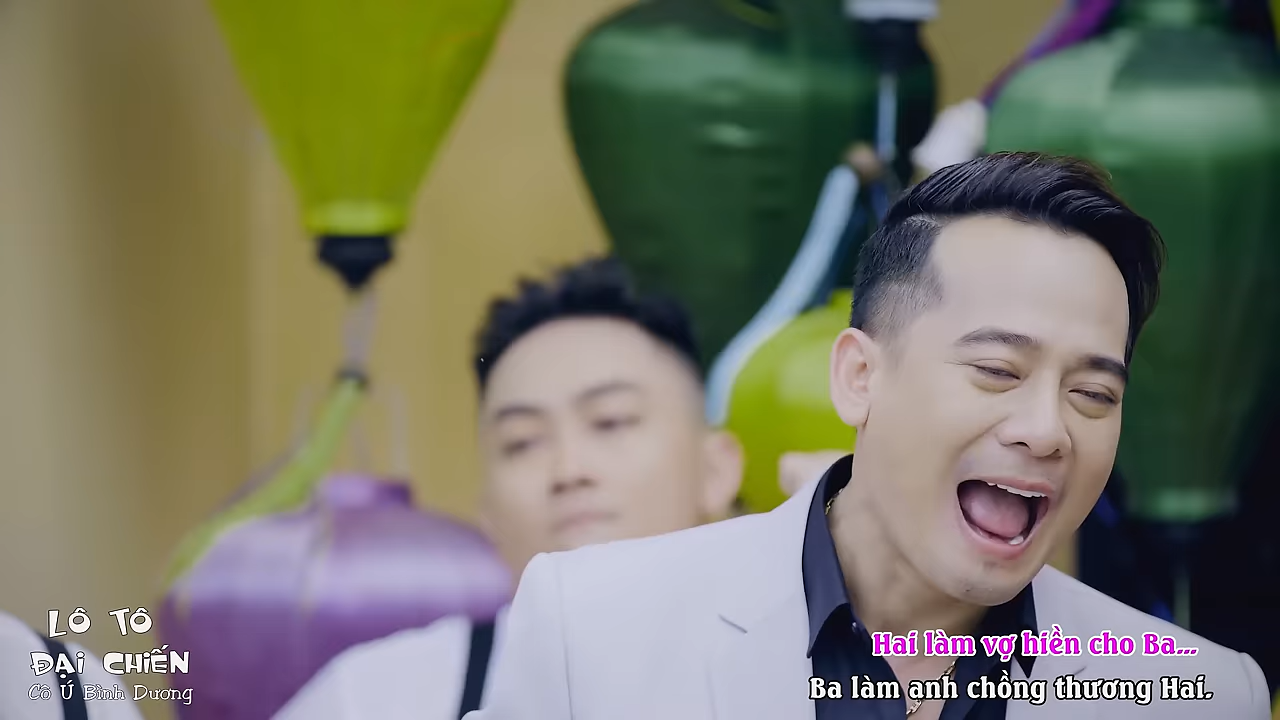 LÔ TÔ
ĐẠI CHIẾN
Cô Ú Bình Dương
Hai làm vợ hiền cho Ba...
Ba làm anh chồng thương Hai.